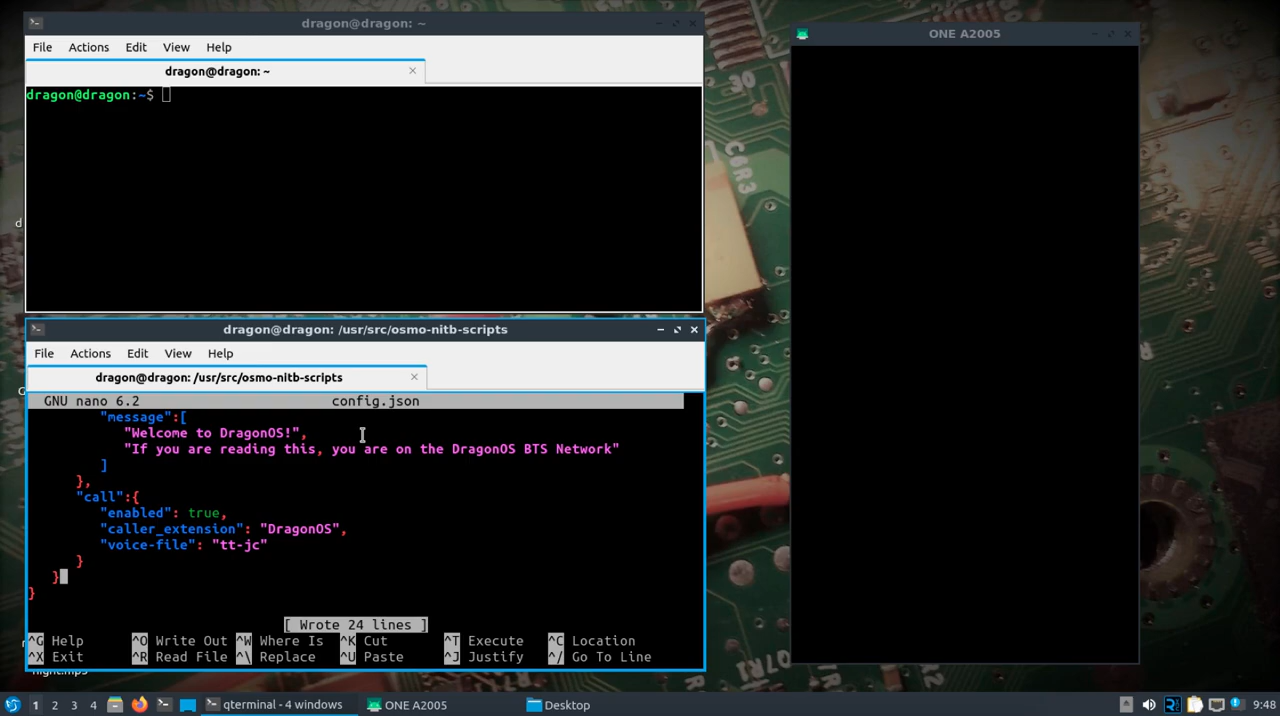 dragon@dragon: ~
File Actions Edit View Help
dragon@dragon: ~
dragon@dragon:~$
ONE A2005
C6R3
dragon@dragon: /usr/src/osmo-nitb-scripts
File Actions Edit View Help
dragon@dragon: /usr/src/osmo-nitb-scripts
GNU nano 6.2 config.json
"message":[
"Welcome to DragonOS!",
"If you are reading this, you are on the DragonOS BTS Network"
]
},
"call":{
"enabled": true,
"caller_extension": "DragonOS",
"voice-file": "tt-jc"
}
}
}
[ Wrote 24 lines ]
^G Help ^O Write Out ^W Where Is ^K Cut ^T Execute ^C Location
^X Exit ^R Read File ^\ Replace ^U Paste ^J Justify ^/ Go To Line
1 2 3 4 qterminal - 4 windows ONE A2005 Desktop 9:48